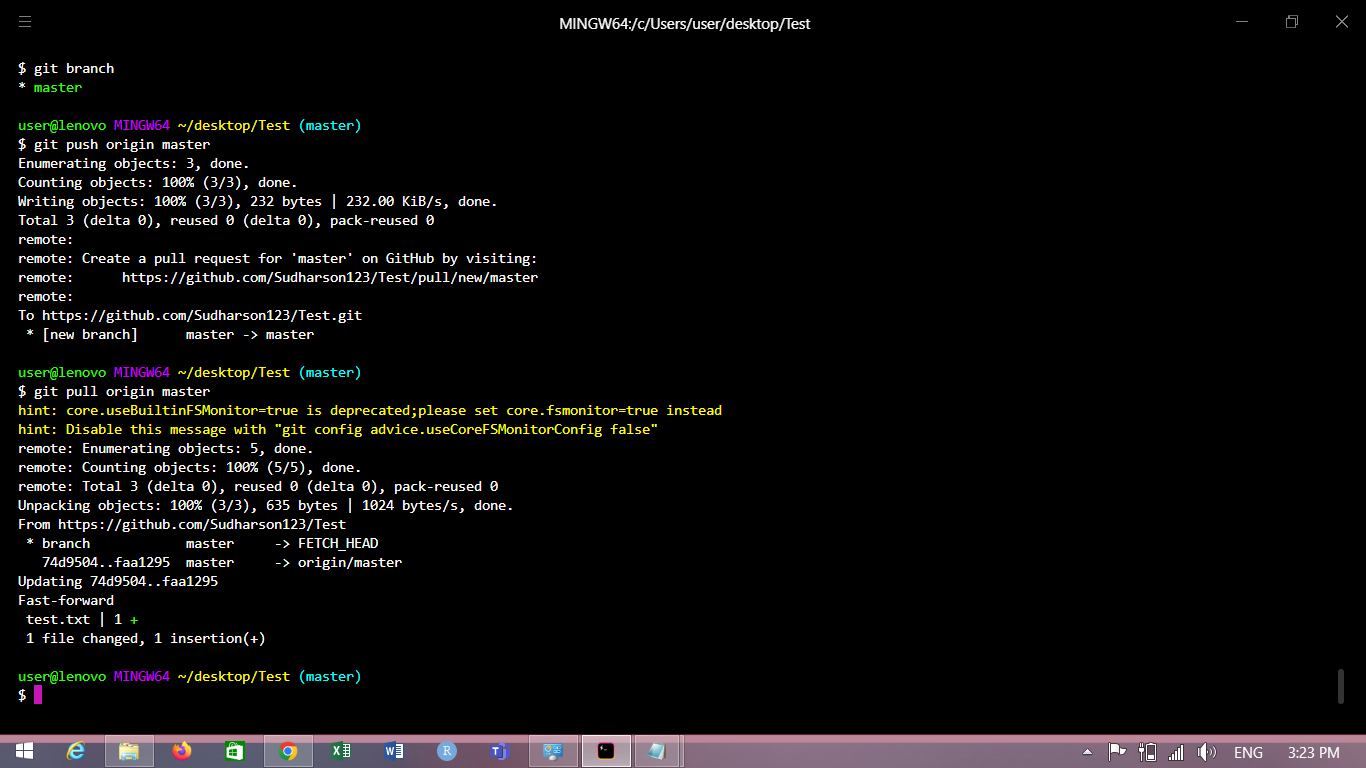 MINGW64:/c/Users/user/desktop/Test
$ git branch
* master
user@lenovo MINGW64 ~/desktop/Test (master)
$ git push origin master
Enumerating objects: 3, done.
Counting objects: 100% (3/3), done.
Writing objects: 100% (3/3), 232 bytes | 232.00 KiB/s, done.
Total 3 (delta 0), reused 0 (delta 0), pack-reused 0
remote:
remote: Create a pull request for 'master' on GitHub by visiting:
remote:      https://github.com/Sudharson123/Test/pull/new/master
remote:
To https://github.com/Sudharson123/Test.git
 * [new branch]      master -> master
user@lenovo MINGW64 ~/desktop/Test (master)
$ git pull origin master
hint: core.useBuiltinFSMonitor=true is deprecated;please set core.fsmonitor=true instead
hint: Disable this message with "git config advice.useCoreFSMonitorConfig false"
remote: Enumerating objects: 5, done.
remote: Counting objects: 100% (5/5), done.
remote: Total 3 (delta 0), reused 0 (delta 0), pack-reused 0
Unpacking objects: 100% (3/3), 635 bytes | 1024 bytes/s, done.
From https://github.com/Sudharson123/Test
 * branch            master     -> FETCH_HEAD
   74d9504..faa1295  master     -> origin/master
Updating 74d9504..faa1295
Fast-forward
 test.txt | 1 +
 1 file changed, 1 insertion(+)
user@lenovo MINGW64 ~/desktop/Test (master)
$
ENG 3:23 PM